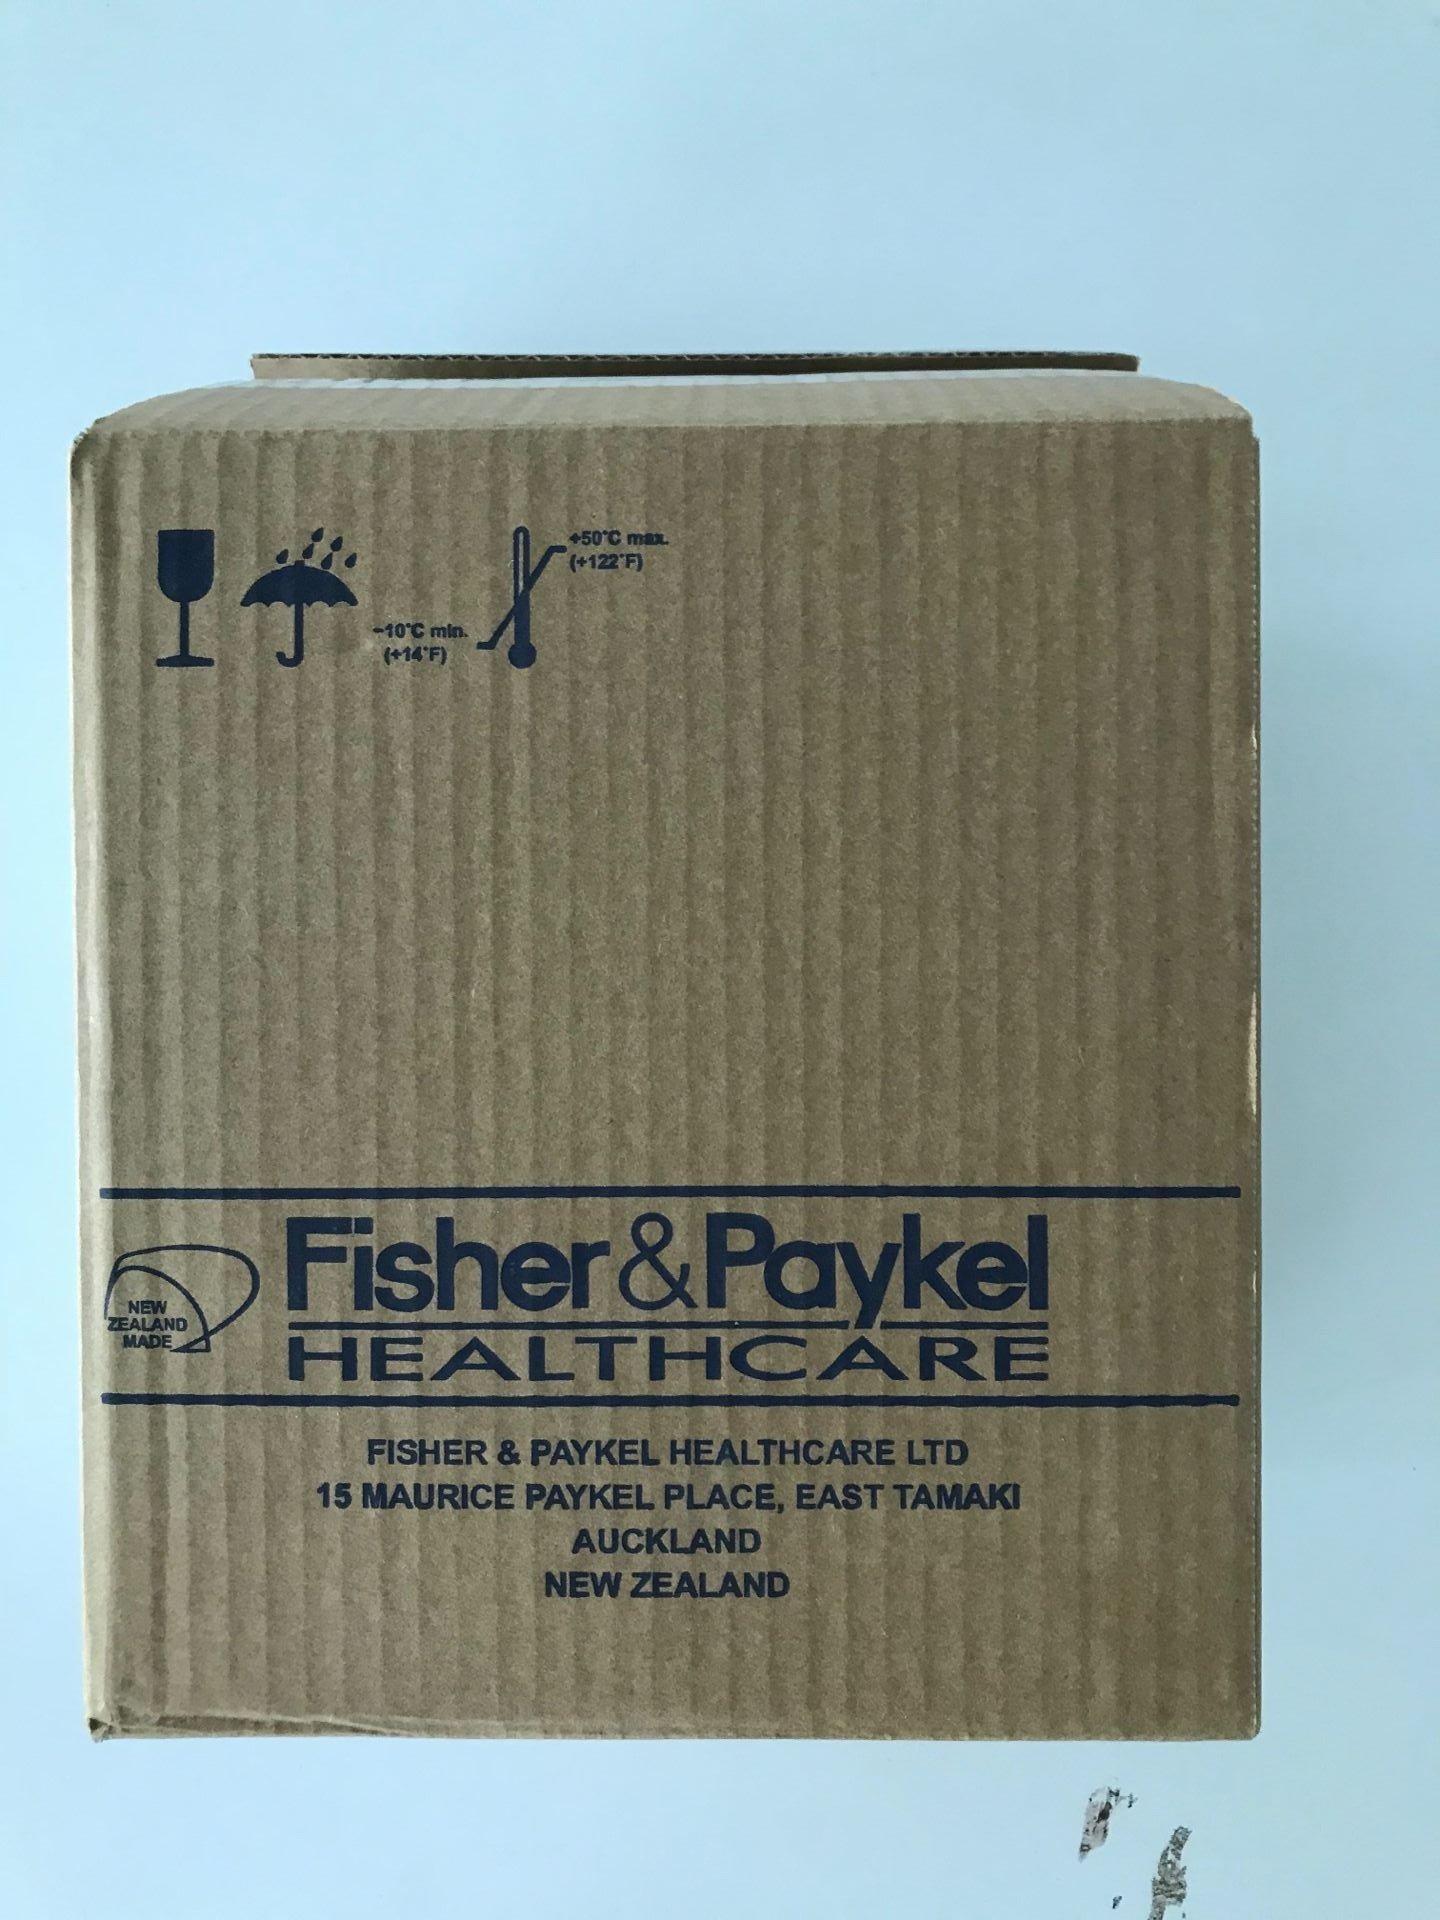 +50°C max.
(+122°F)
-10°C min.
(+14°F)
Fisher&Paykel
HEALTHCARE
NEW
ZEALAND
MADE
FISHER & PAYKEL HEALTHCARE LTD
15 MAURICE PAYKEL PLACE, EAST TAMAKI
AUCKLAND
NEW ZEALAND